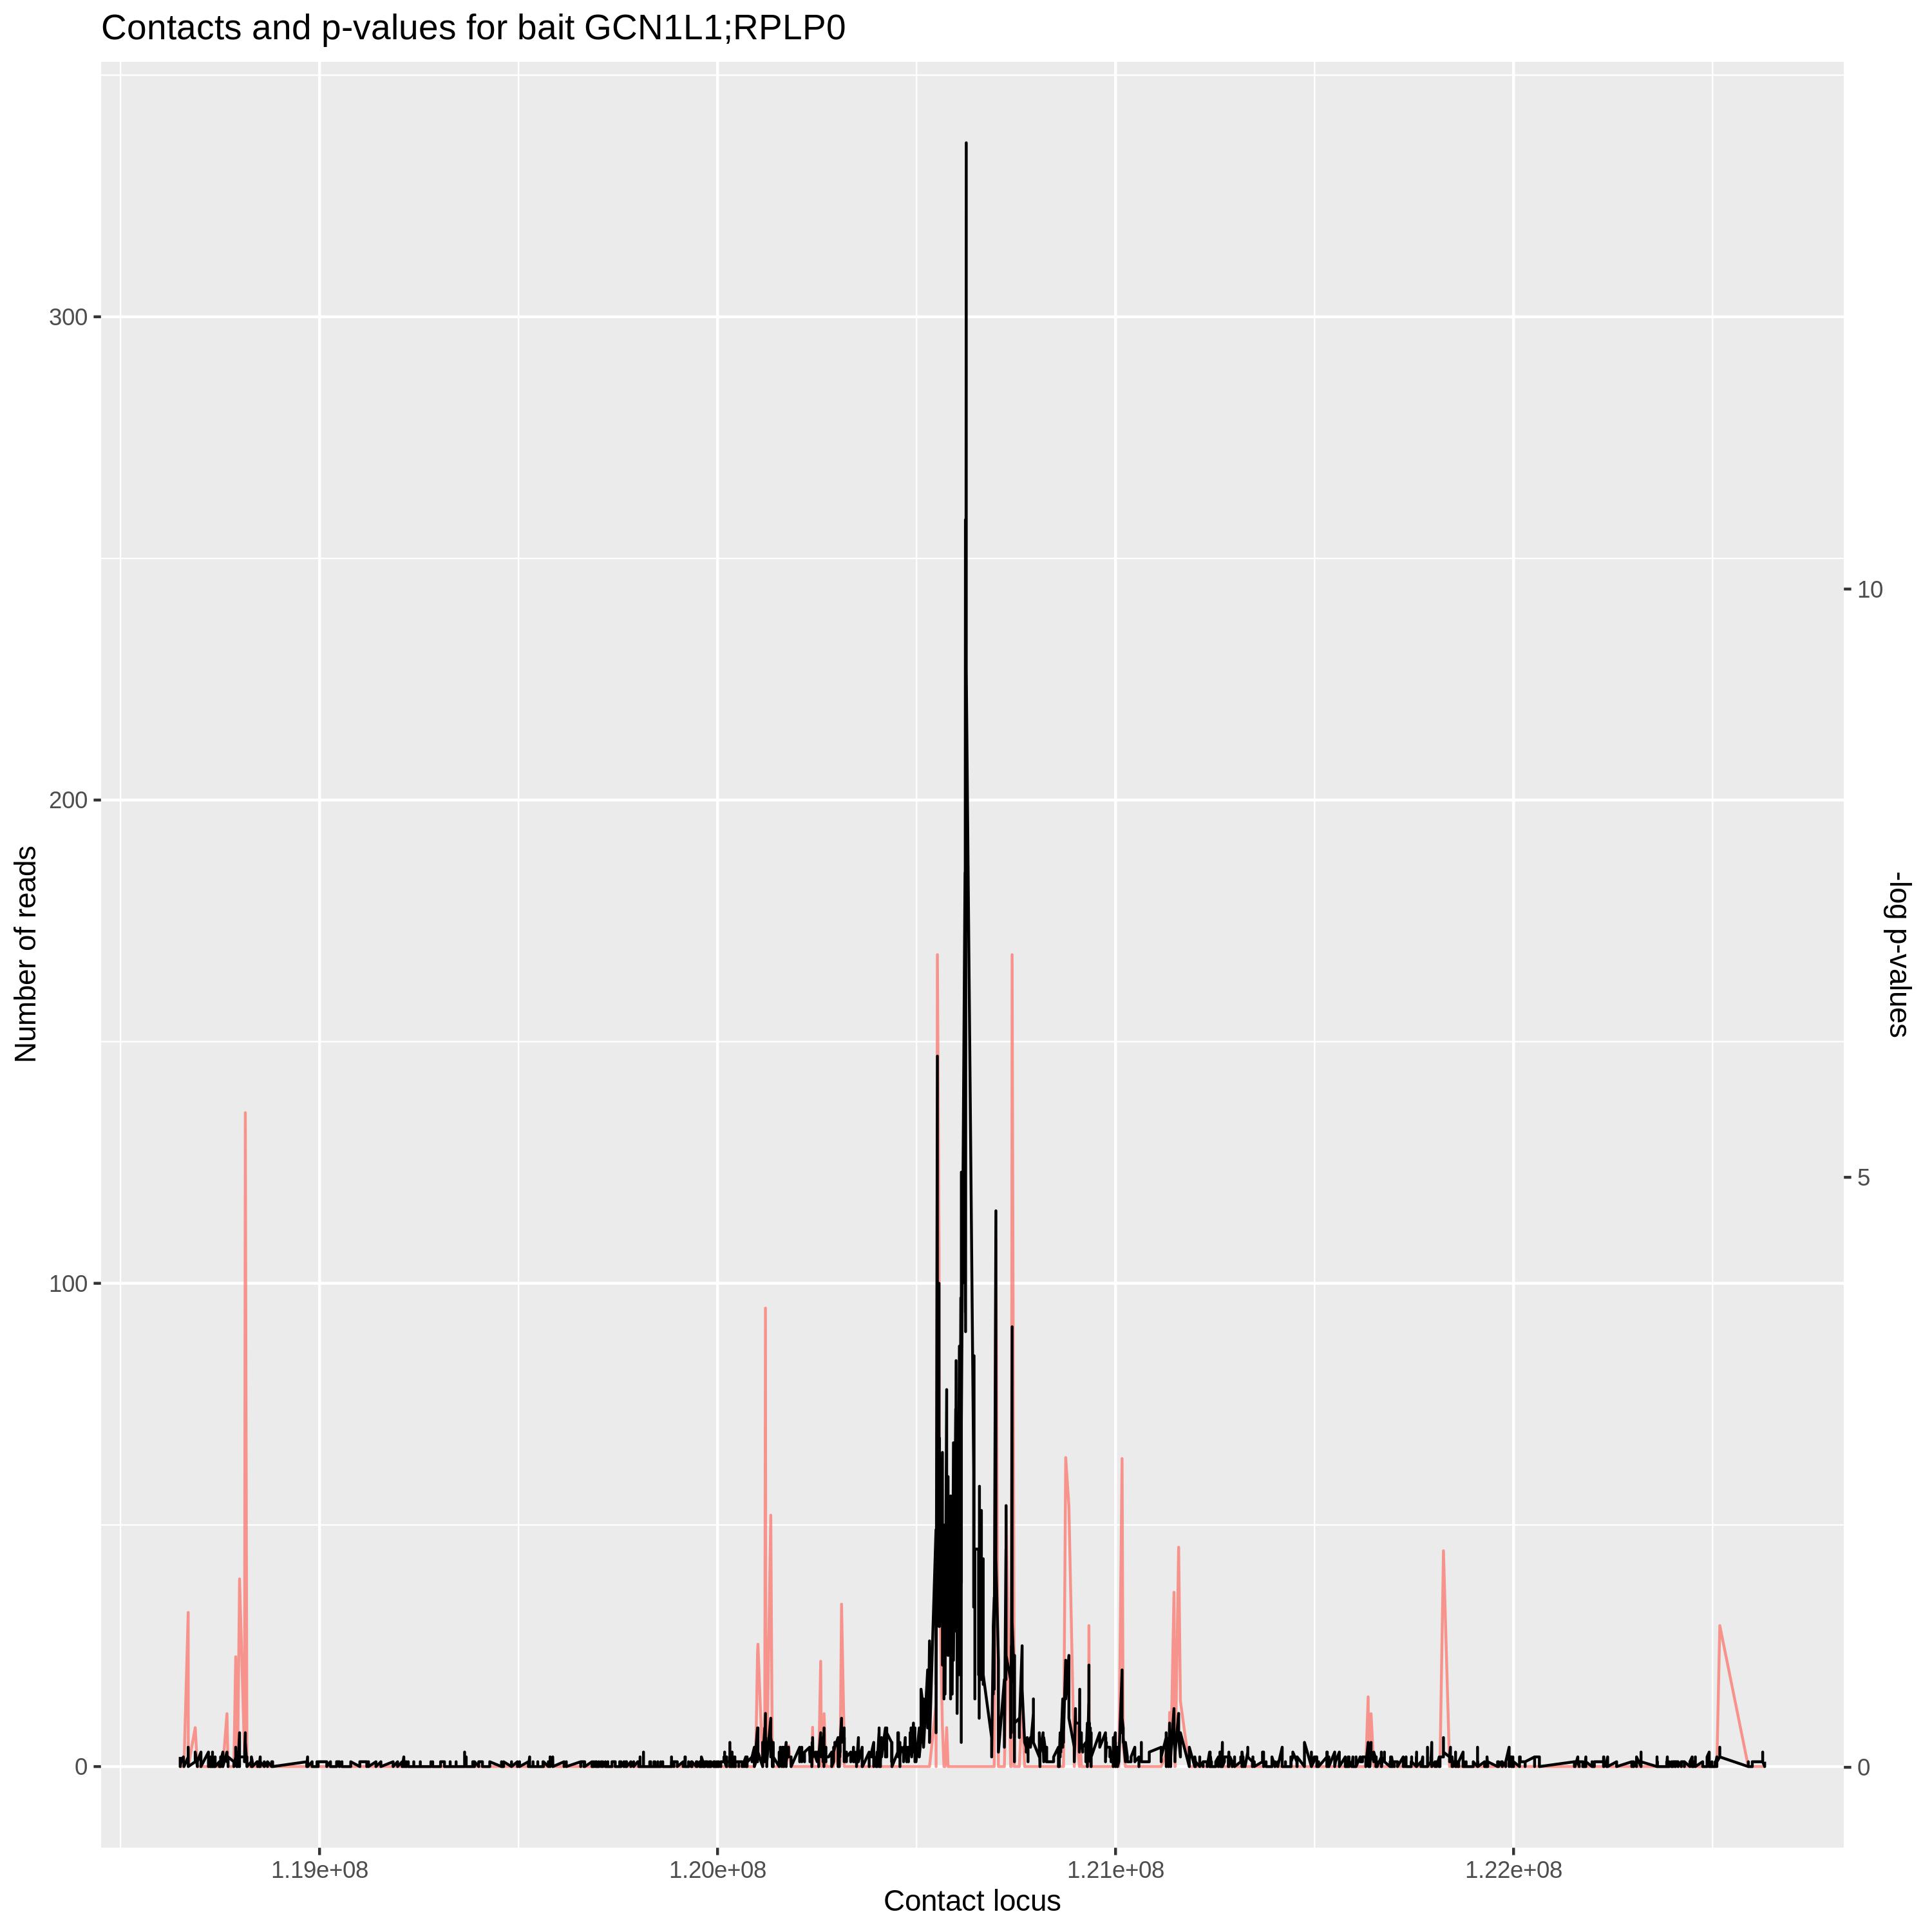 Contacts and p-values for bait GCN1L1;RPLP0
Number of reads
300
200
100
0
-log p-values
10
5
0
1.19e+08
1.20e+08
1.21e+08
1.22e+08
Contact locus